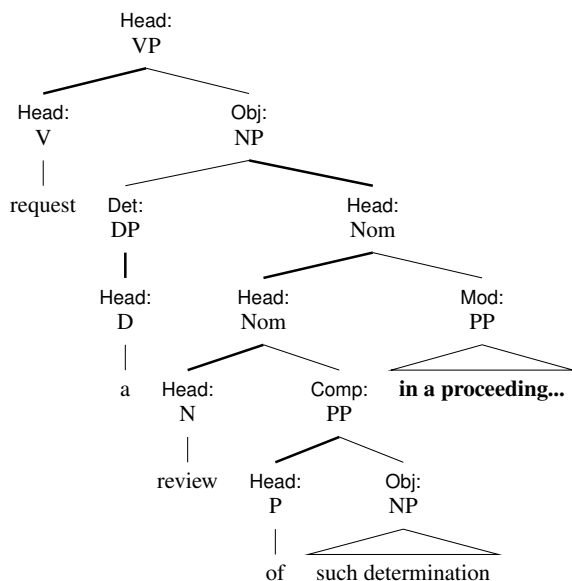 Head:
VP
Head: Obj:
V NP
request Det: Head:
DP Nom
Head: Head: Mod:
D Nom PP
a Head: Comp: in a proceeding...
N PP
review Head: Obj:
P NP
of such determination